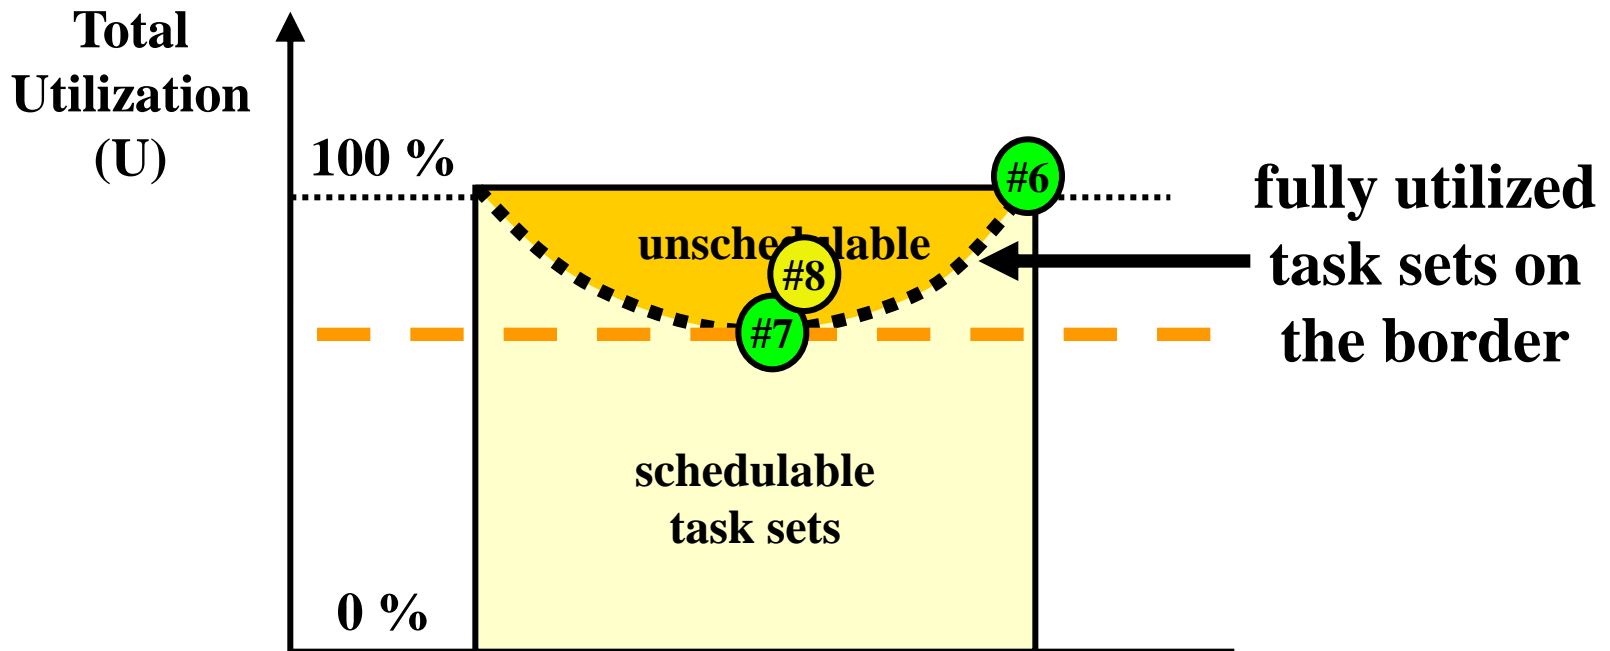 Total
Utilization
(U)
100 %
#6
unschedulable
#8
#7
fully utilized
task sets on
the border
schedulable
task sets
0 %